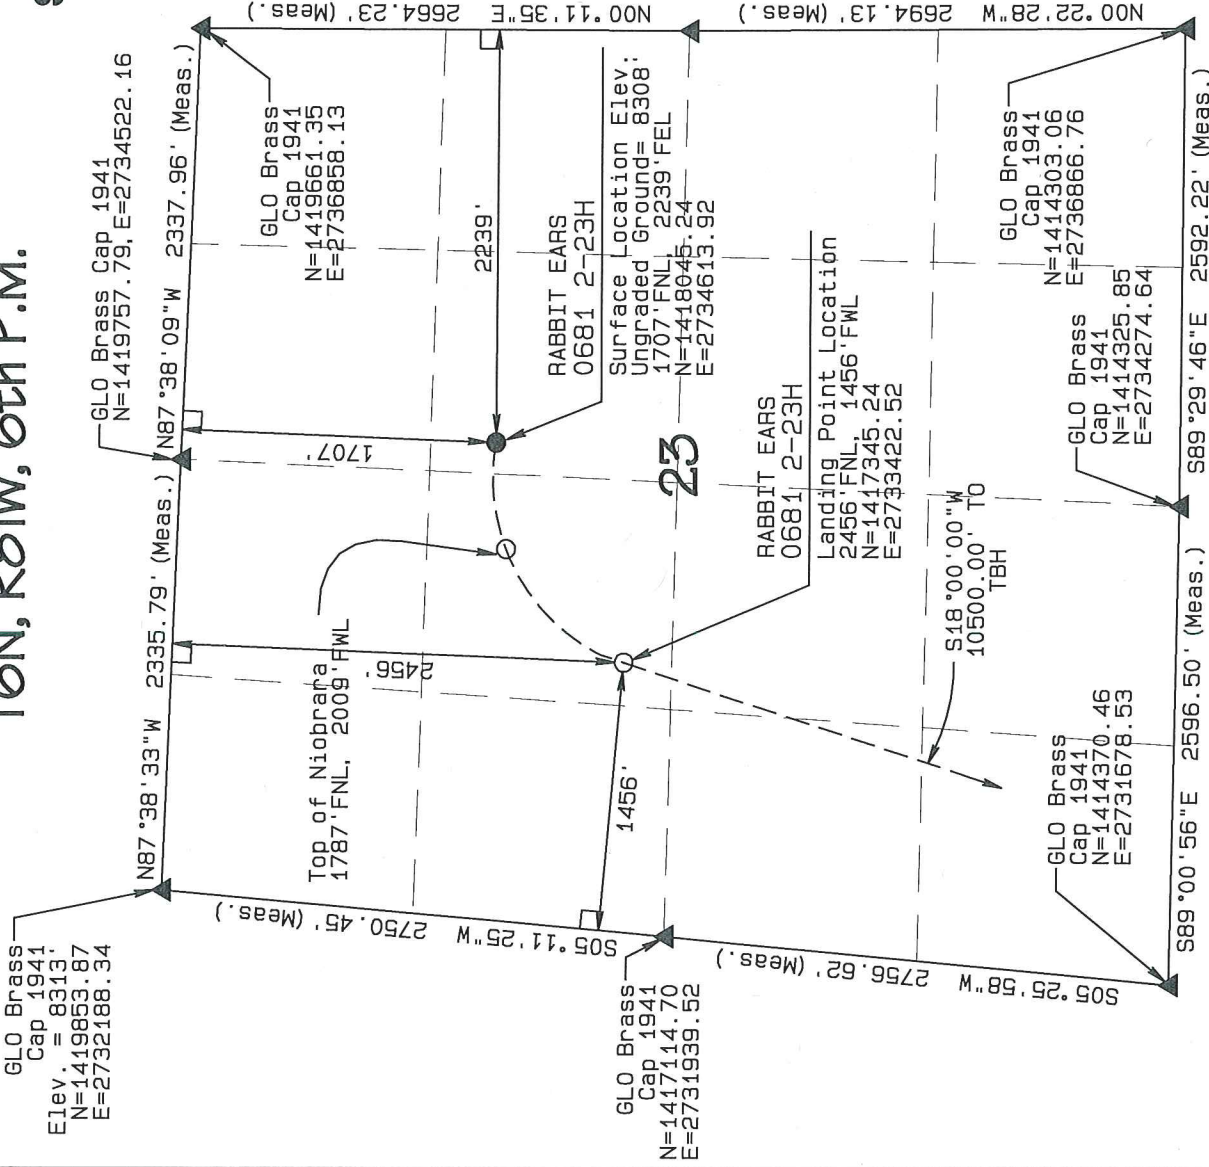 GLO Brass
Cap 1941
Elev. = 8313'
N=1419853.87
E=2732188.34
N87°38'33"W 2335.79' (Meas.)
GLO Brass Cap 1941
N=1419757.79, E=2734522.16
N87°38'09"W 2337.96' (Meas.)
GLO Brass
Cap 1941
N=1419661.35
E=2736858.13
N00°11'35"E 2664.23' (Meas.)
N00°22'28"W 2694.13' (Meas.)
S05°11'25"W 2750.45' (Meas.)
S05°25'58"W 2756.62' (Meas.)
1707'
2239'
2456'
1456'
Top of Niobrara
1787'FNL, 2009'FWL
RABBIT EARS
0681 2-23H
Surface Location Elev.
Ungraded Ground= 8308'
1707'FNL, 2239'FEL
N=1418045.24
E=2734613.92
23
RABBIT EARS
0681 2-23H
Landing Point Location
2456'FNL, 1456'FWL
N=1417345.24
E=2733422.52
S18°00'00"W
10500.00' TO
TBH
GLO Brass
Cap 1941
N=1417114.70
E=2731939.52
GLO Brass
Cap 1941
N=1414370.46
E=2731678.53
GLO Brass
Cap 1941
N=1414325.85
E=2734274.64
GLO Brass
Cap 1941
N=1414303.06
E=2736866.76
S89°00'56"E 2596.50' (Meas.)
S89°29'46"E 2592.22' (Meas.)